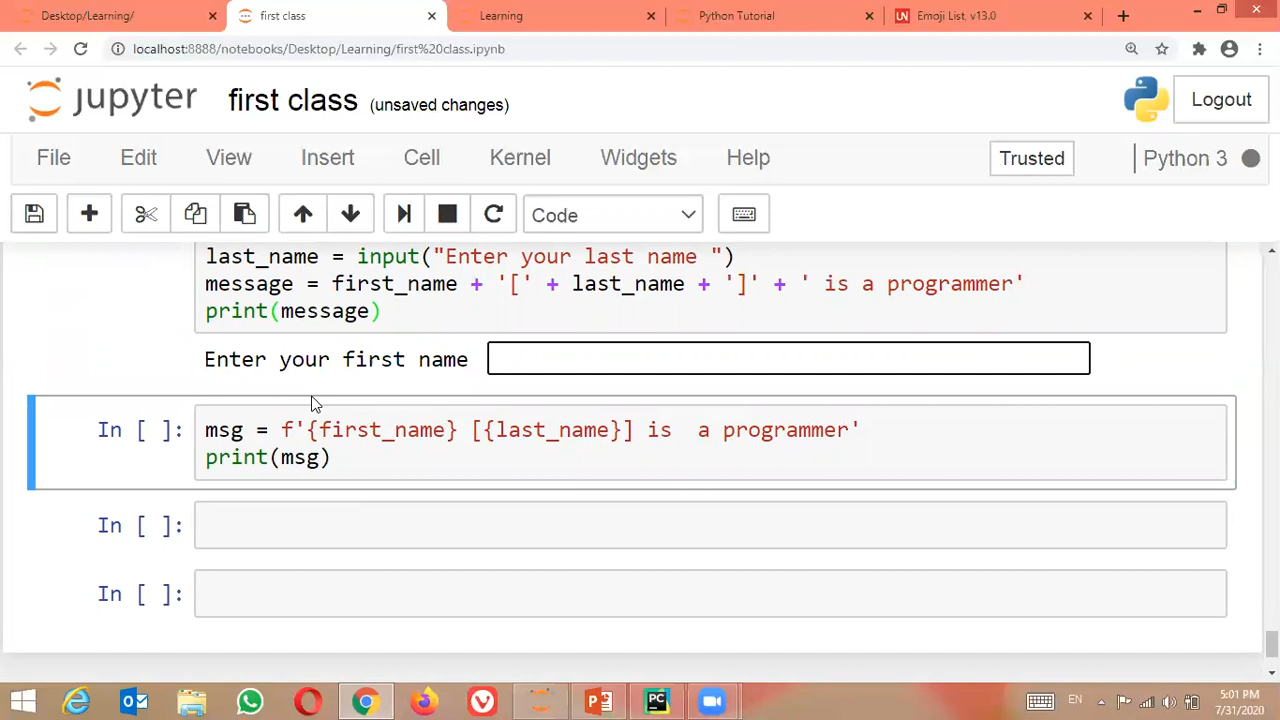 Desktop/Learning/
first class
Learning
Python Tutorial
UN Emoji List, v13.0
localhost:8888/notebooks/Desktop/Learning/first%20class.ipynb
jupyter first class (unsaved changes)
Logout
File Edit View Insert Cell Kernel Widgets Help
Trusted
Python 3
Code
last_name = input("Enter your last name ")
message = first_name + '[' + last_name + ']' + ' is a programmer'
print(message)
Enter your first name
In [ ]: msg = f'{first_name} [{last_name}] is  a programmer'
print(msg)
In [ ]:
In [ ]:
EN
5:01 PM
7/31/2020